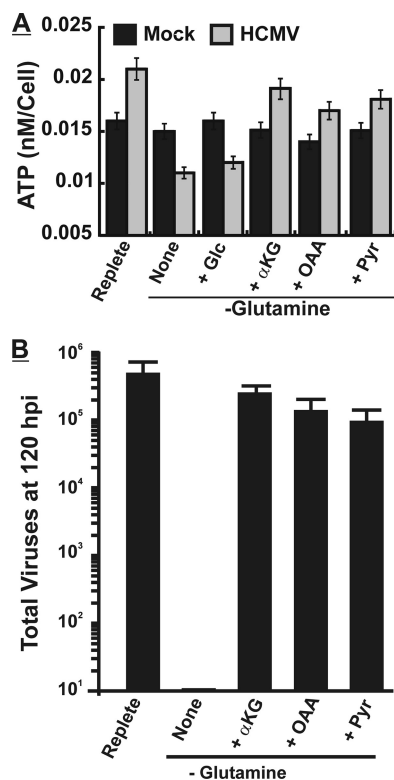 A
Mock HCMV
ATP (nM/Cell)
0.025
0.02
0.015
0.01
0.005
Replete
None
+ Glc
+ αKG
+ OAA
+ Pyr
-Glutamine
B
Total Viruses at 120 hpi
10⁶
10⁵
10⁴
10³
10²
10¹
Replete
None
+ αKG
+ OAA
+ Pyr
- Glutamine